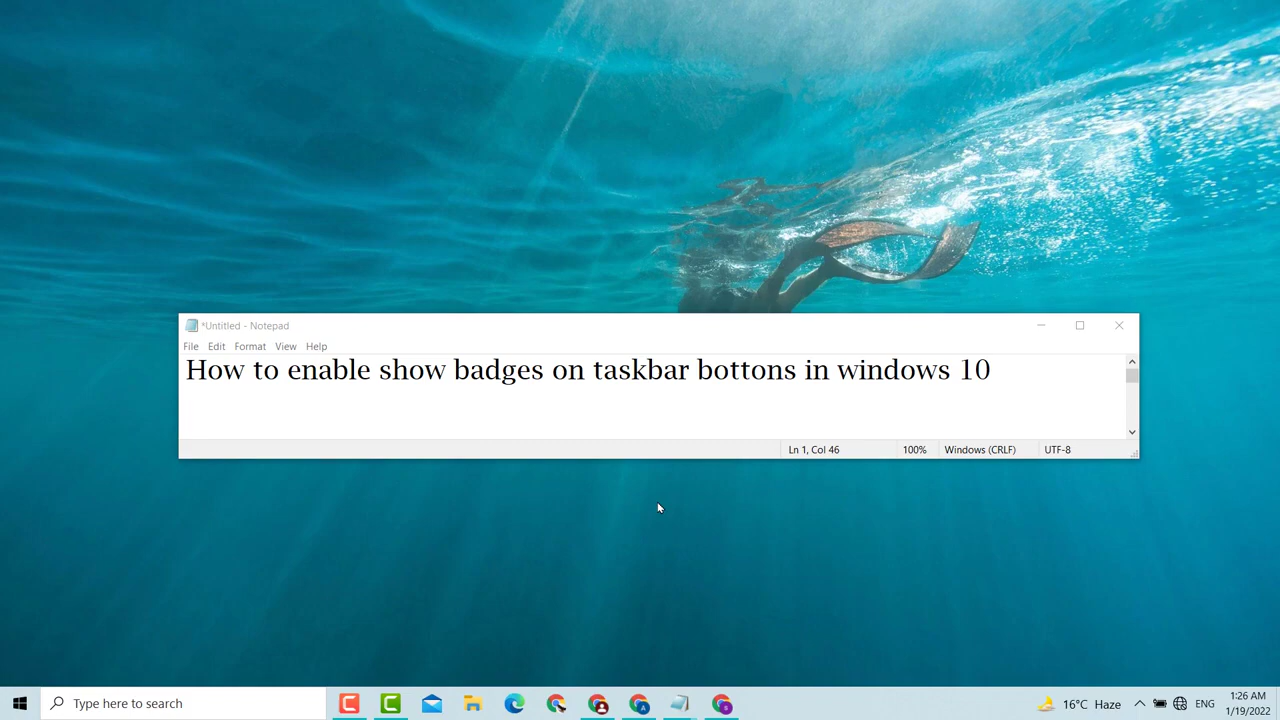 *Untitled - Notepad
File Edit Format View Help
How to enable show badges on taskbar bottons in windows 10
Ln 1, Col 46 100% Windows (CRLF) UTF-8
Type here to search
16°C Haze
ENG
1:26 AM
1/19/2022